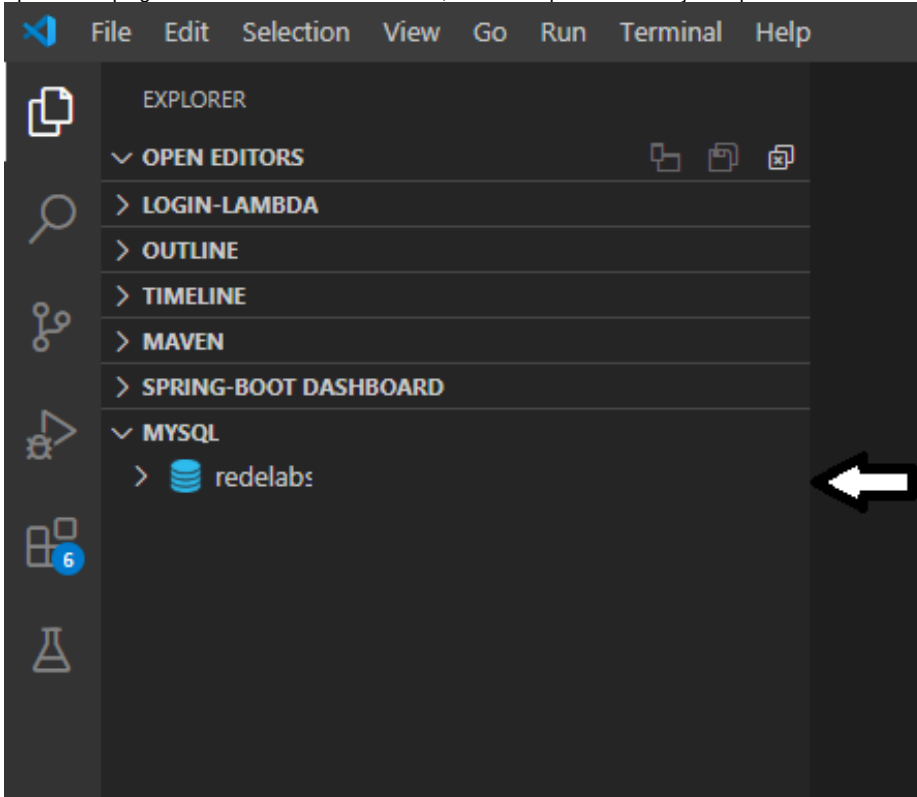 File Edit Selection View Go Run Terminal Help
EXPLORER
OPEN EDITORS
LOGIN-LAMBDA
OUTLINE
TIMELINE
MAVEN
SPRING-BOOT DASHBOARD
MYSQL
redelabs
6